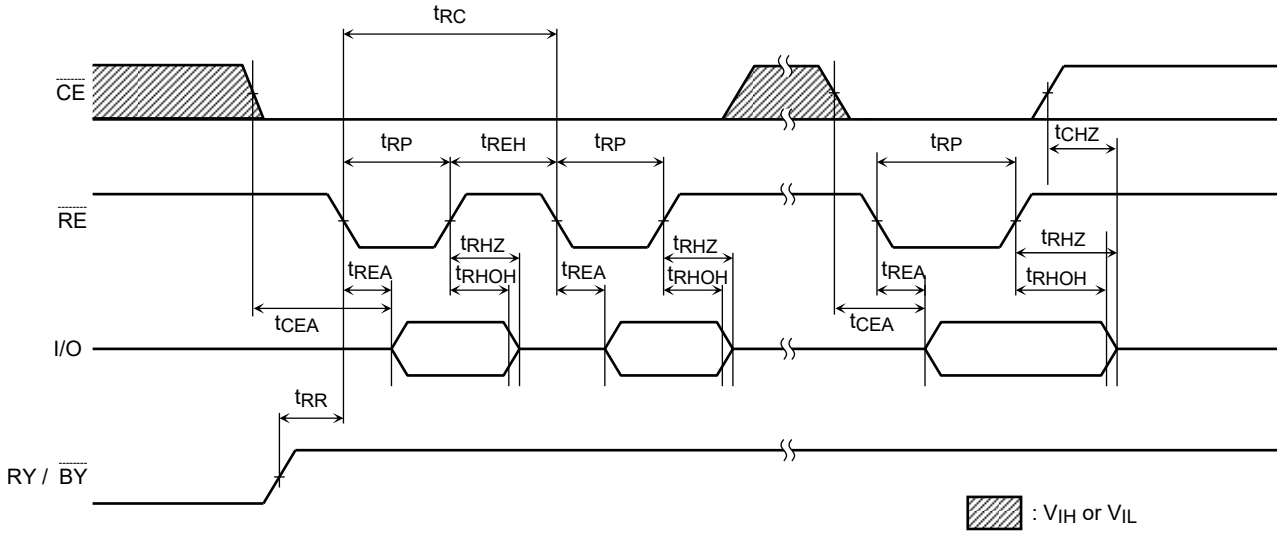 tRC
CE
tCHZ
tRP
tREH
tRP
tRP
RE
tRHZ
tRHZ
tRHZ
tREA
tRHOH
tREA
tRHOH
tREA
tRHOH
tCEA
tCEA
I/O
tRR
RY / BY
: VIH or VIL